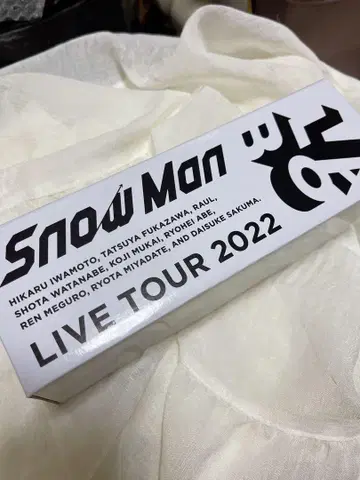 Snow Man
HIKARU IWAMOTO, TATSUYA FUKAZAWA, RAUL,
SHOTA WATANABE, KOJI MUKAI, RYOHEI ABE,
REN MEGURO, RYOTA MIYADATE, AND DAISUKE SAKUMA.
LIVE TOUR 2022